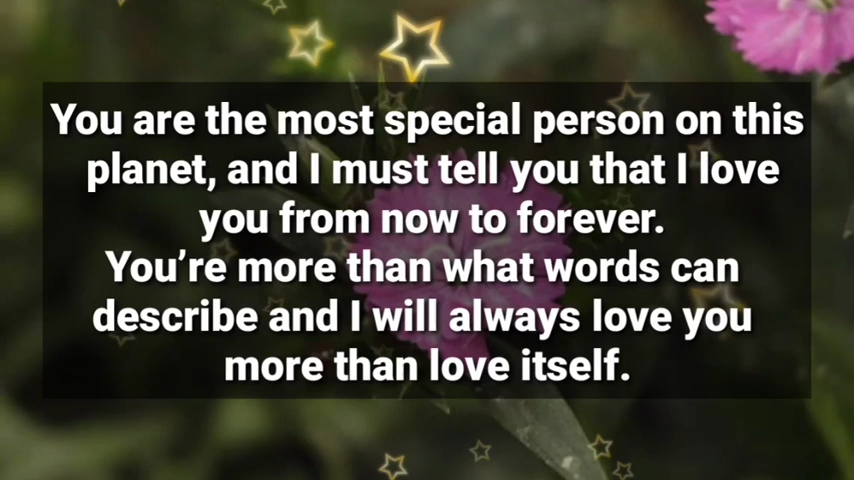 You are the most special person on this
planet, and I must tell you that I love
you from now to forever.
You’re more than what words can
describe and I will always love you
more than love itself.